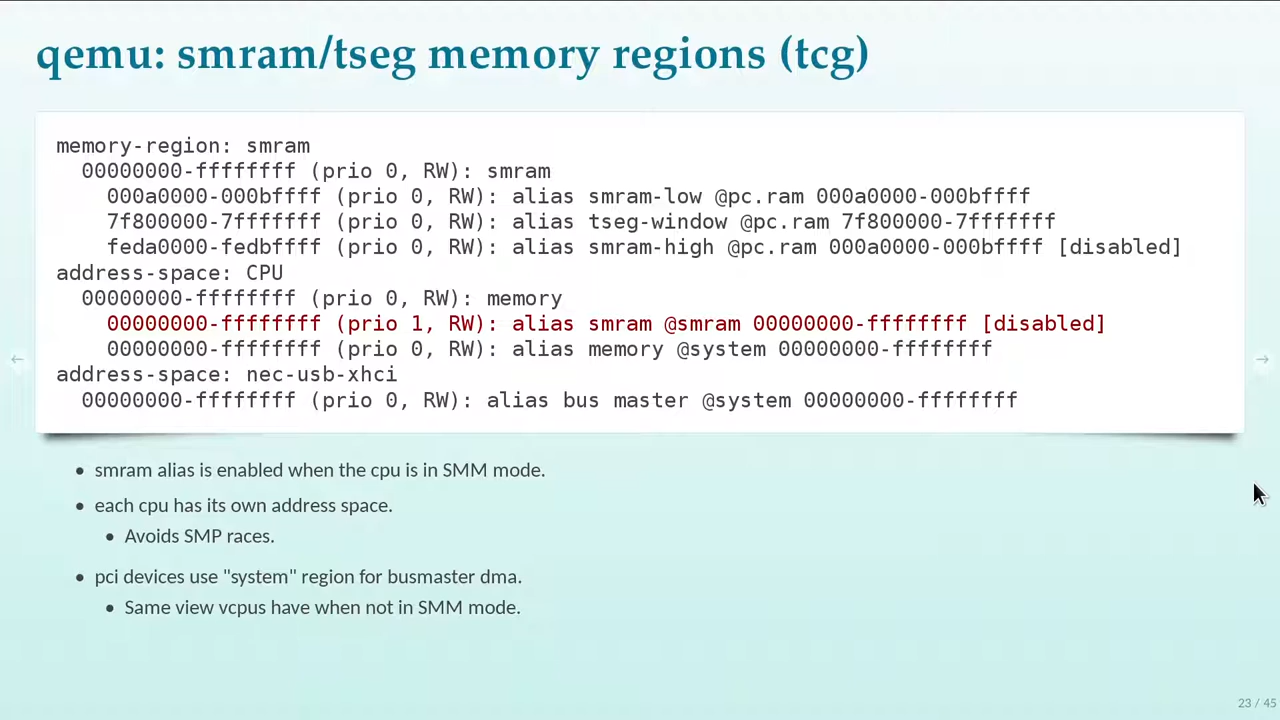 qemu: smram/tseg memory regions (tcg)
memory-region: smram
00000000-ffffffff (prio 0, RW): smram
000a0000-000bffff (prio 0, RW): alias smram-low @pc.ram 000a0000-000bffff
7f800000-7fffffff (prio 0, RW): alias tseg-window @pc.ram 7f800000-7fffffff
feda0000-fedbffff (prio 0, RW): alias smram-high @pc.ram 000a0000-000bffff [disabled]
address-space: CPU
00000000-ffffffff (prio 0, RW): memory
00000000-ffffffff (prio 1, RW): alias smram @smram 00000000-ffffffff [disabled]
00000000-ffffffff (prio 0, RW): alias memory @system 00000000-ffffffff
address-space: nec-usb-xhci
00000000-ffffffff (prio 0, RW): alias bus master @system 00000000-ffffffff
• smram alias is enabled when the cpu is in SMM mode.
• each cpu has its own address space.
• Avoids SMP races.
• pci devices use "system" region for busmaster dma.
• Same view vcpus have when not in SMM mode.
23 / 45